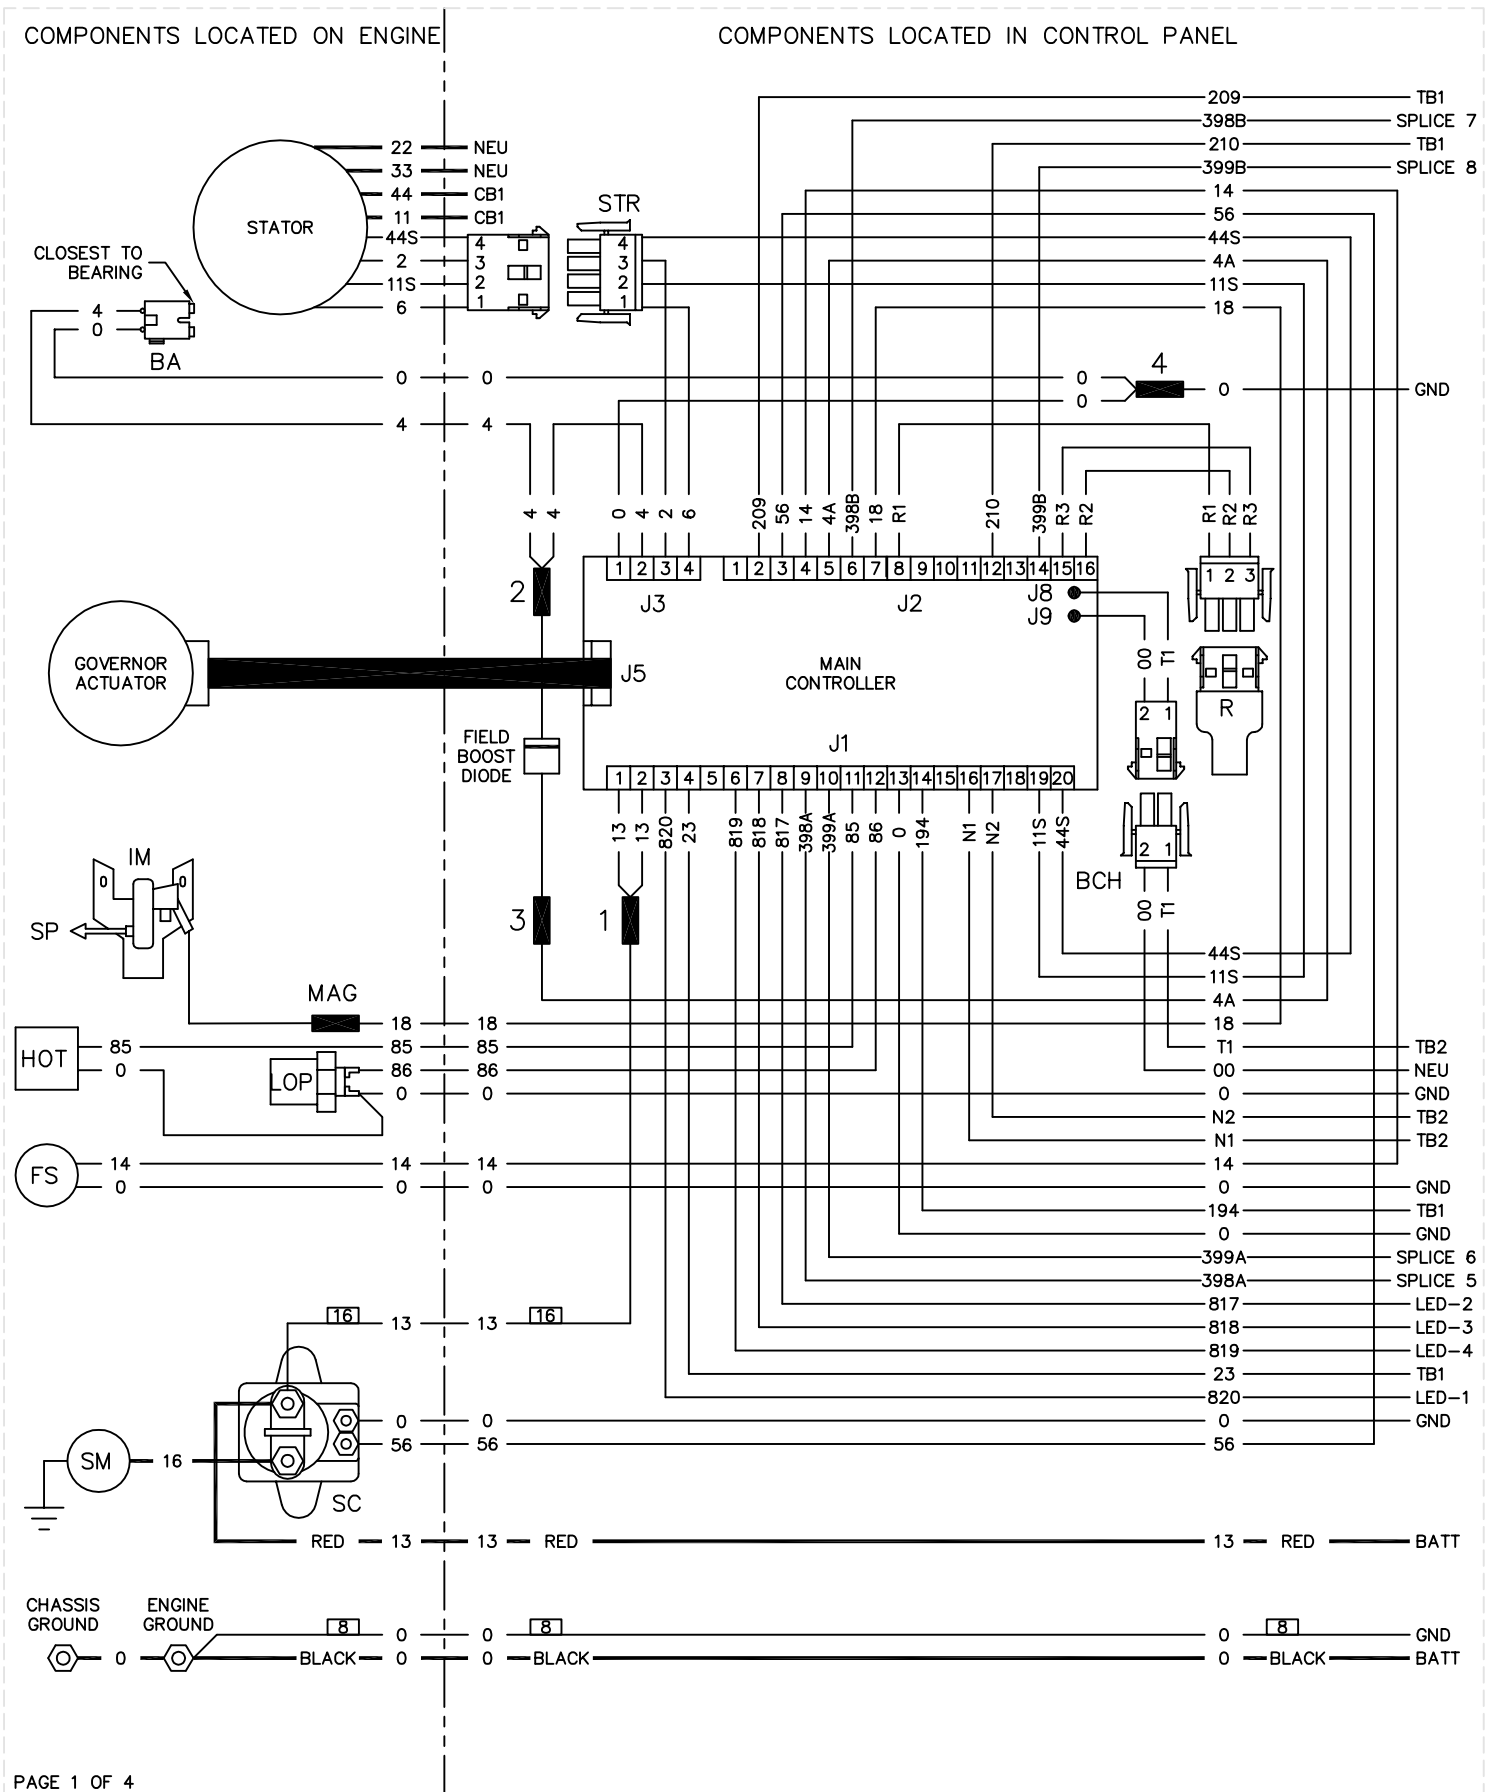 COMPONENTS LOCATED ON ENGINE
COMPONENTS LOCATED IN CONTROL PANEL
209 TB1
398B SPLICE 7
22 NEU 210 TB1
33 NEU 399B SPLICE 8
44 CB1 14
11 CB1 STR 56
STATOR
44S 4 4 44S
2 3 3 4A
11S 2 2 11S
6 1 1 18
CLOSEST TO
BEARING
4
0
BA
0 0 0 4
0 0 GND
4 4
4 4 0 4 2 6 209 56 14 4A 398B 18 R1 210 399B R3 R2 R1 R2 R3
1 2 3 4 1 2 3 4 5 6 7 8 9 10 11 12 13 14 15 16 1 2 3
2 J3 J2 J8
J9
GOVERNOR
ACTUATOR
J5
MAIN
CONTROLLER
00 T1
R
2 1
FIELD
BOOST
DIODE
J1
1 2 3 4 5 6 7 8 9 10 11 12 13 14 15 16 17 18 19 20
13 13 820 23 819 818 817 398A 399A 85 86 0 194 N1 N2 11S 44S
2 1
BCH
00 T1
IM
SP
3 1
44S
11S
4A
MAG
18 18 18
HOT 85 85 85 T1 TB2
0 LOP 86 86 00 NEU
0 0 0 GND
N2 TB2
N1 TB2
FS 14 14 14 14
0 0 0 0 GND
194 TB1
0 GND
399A SPLICE 6
398A SPLICE 5
817 LED-2
16 13 13 16 818 LED-3
819 LED-4
23 TB1
820 LED-1
0 0 0 GND
56 56 56
SM 16
SC
RED 13 13 RED 13 RED BATT
CHASSIS
GROUND
ENGINE
GROUND
8 0 0 8 0 8 GND
0 BLACK 0 0 BLACK 0 BLACK BATT
PAGE 1 OF 4